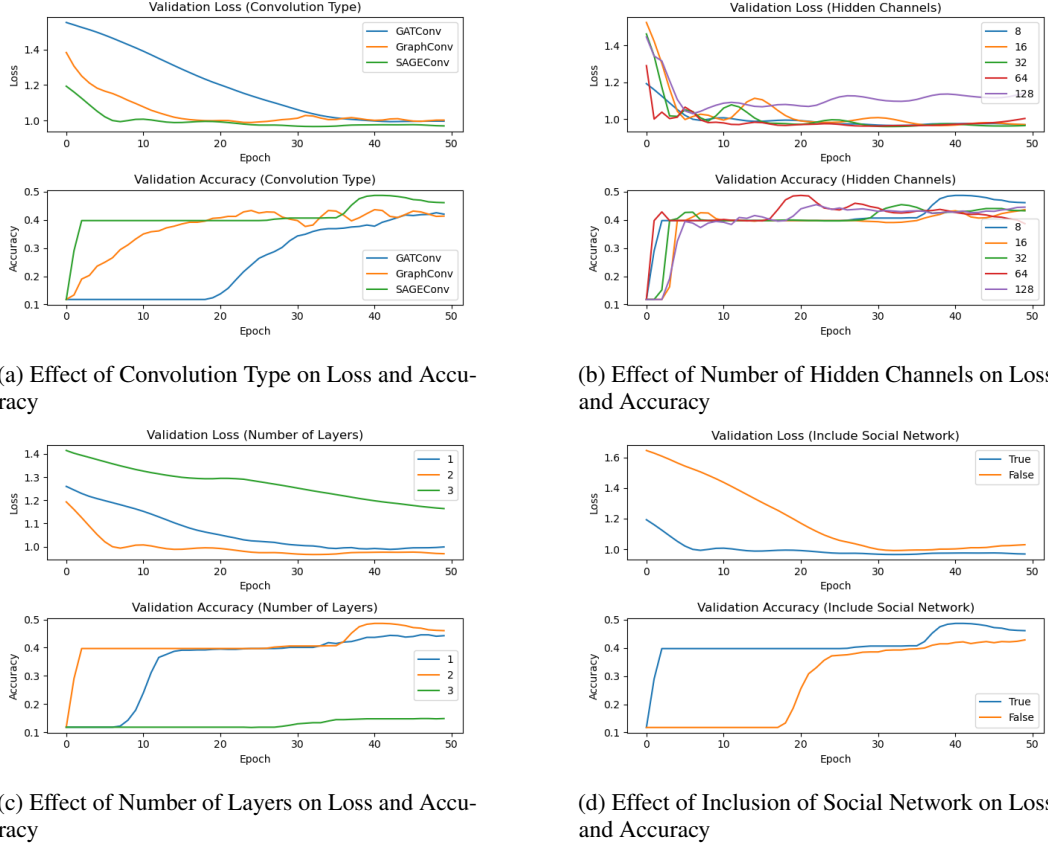 Validation Loss (Convolution Type)
GATConv
GraphConv
SAGEConv
Loss
1.4
1.2
1.0
0
10
20
30
40
50
Epoch
Validation Accuracy (Convolution Type)
Accuracy
0.5
0.4
0.3
0.2
0.1
GATConv
GraphConv
SAGEConv
0
10
20
30
40
50
Epoch
(a) Effect of Convolution Type on Loss and Accu-
racy
Validation Loss (Hidden Channels)
8
16
32
64
128
Loss
1.4
1.2
1.0
0
10
20
30
40
50
Epoch
Validation Accuracy (Hidden Channels)
Accuracy
0.5
0.4
0.3
0.2
0.1
8
16
32
64
128
0
10
20
30
40
50
Epoch
(b) Effect of Number of Hidden Channels on Loss
and Accuracy
Validation Loss (Number of Layers)
1
2
3
Loss
1.4
1.3
1.2
1.1
1.0
0
10
20
30
40
50
Epoch
Validation Accuracy (Number of Layers)
Accuracy
0.5
0.4
0.3
0.2
0.1
1
2
3
0
10
20
30
40
50
Epoch
(c) Effect of Number of Layers on Loss and Accu-
racy
Validation Loss (Include Social Network)
True
False
Loss
1.6
1.4
1.2
1.0
0
10
20
30
40
50
Epoch
Validation Accuracy (Include Social Network)
Accuracy
0.5
0.4
0.3
0.2
0.1
True
False
0
10
20
30
40
50
Epoch
(d) Effect of Inclusion of Social Network on Loss
and Accuracy